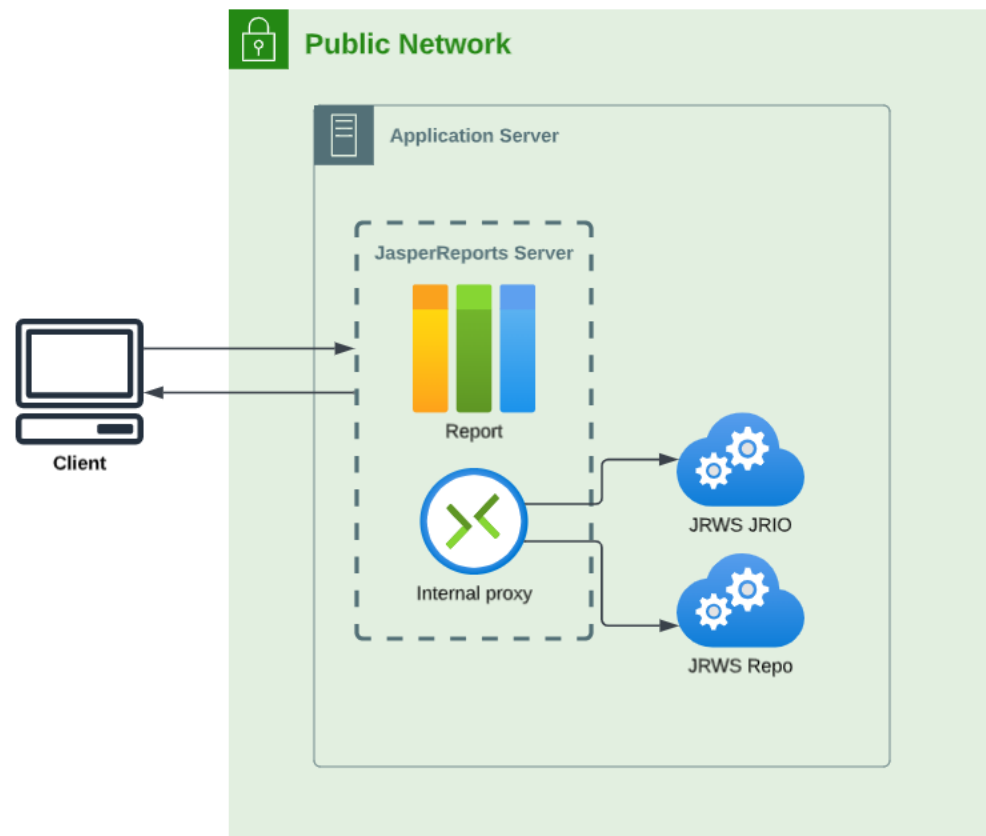 Public Network
Application Server
JasperReports Server
Report
Client
JRWS JRIO
Internal proxy
JRWS Repo